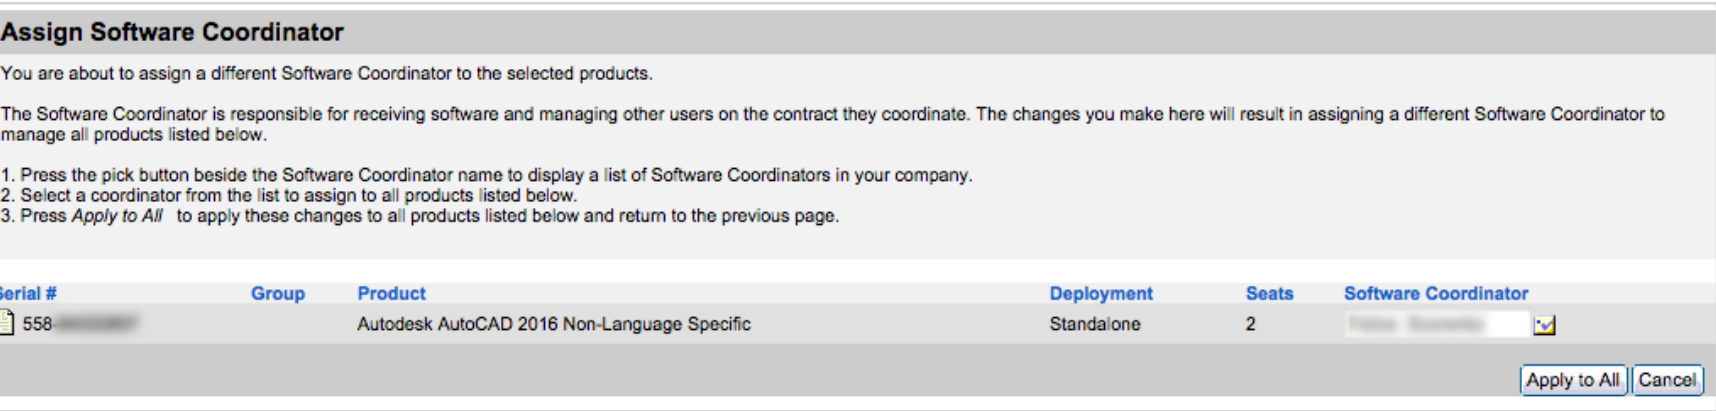 Assign Software Coordinator
You are about to assign a different Software Coordinator to the selected products.
The Software Coordinator is responsible for receiving software and managing other users on the contract they coordinate. The changes you make here will result in assigning a different Software Coordinator to
manage all products listed below.
1. Press the pick button beside the Software Coordinator name to display a list of Software Coordinators in your company.
2. Select a coordinator from the list to assign to all products listed below.
3. Press Apply to All to apply these changes to all products listed below and return to the previous page.
Serial # Group Product Deployment Seats Software Coordinator
558- Autodesk AutoCAD 2016 Non-Language Specific Standalone 2
Apply to All Cancel